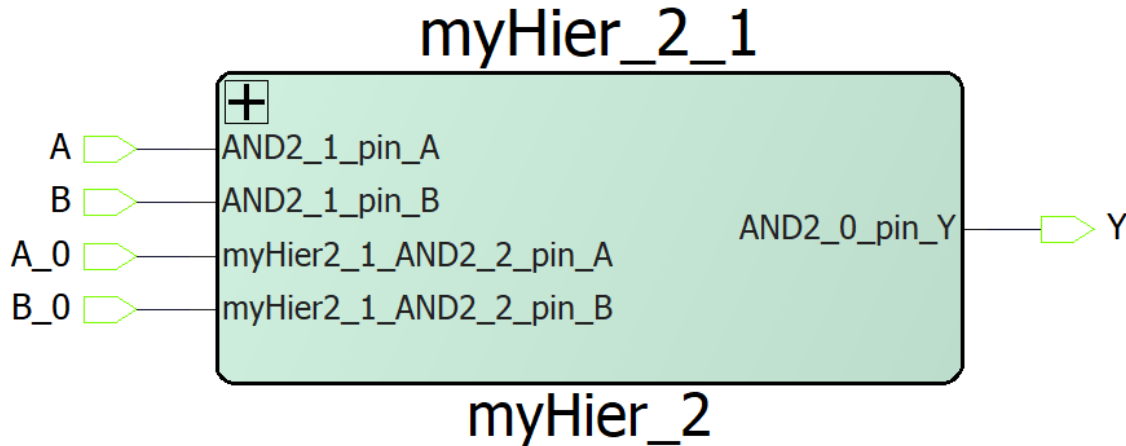 myHier_2_1
A AND2_1_pin_A
B AND2_1_pin_B
AND2_0_pin_Y Y
A_0 myHier2_1_AND2_2_pin_A
B_0 myHier2_1_AND2_2_pin_B
myHier_2